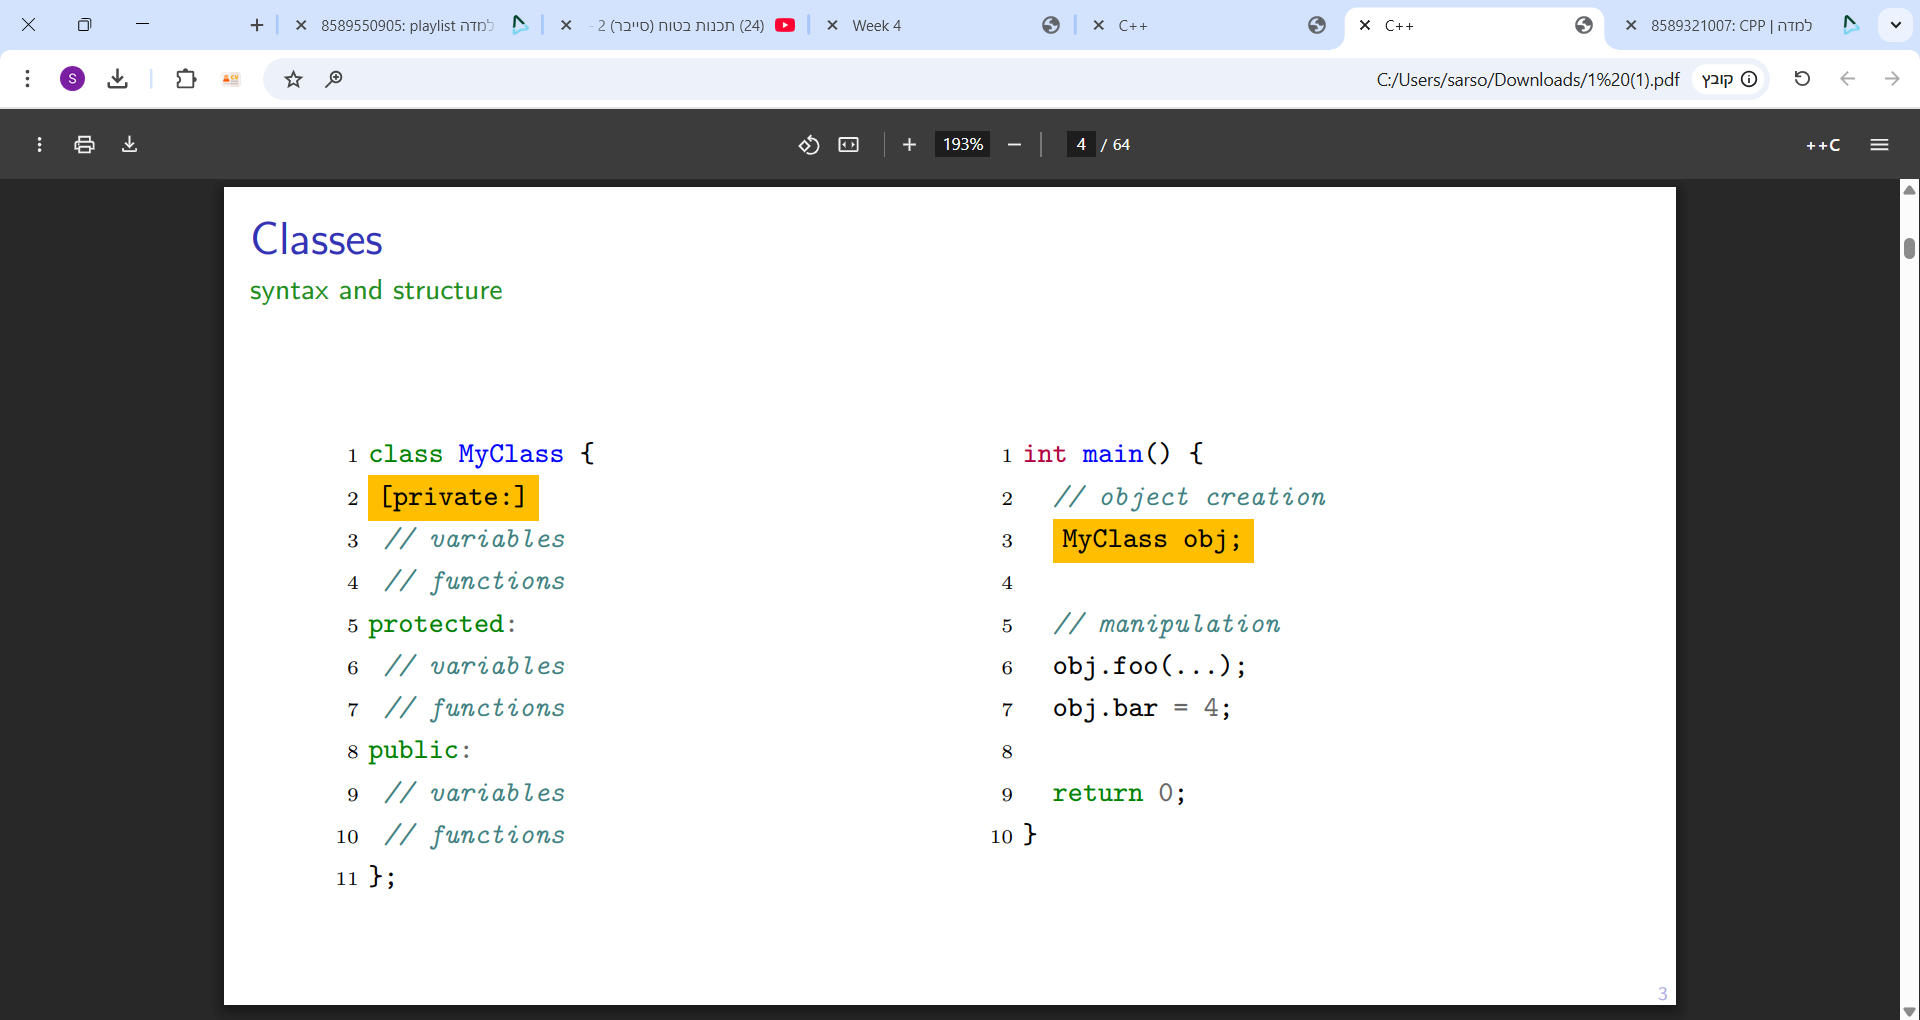 8589550905: playlist למדה
(24) תכנות בטוח (סייבר) 2 -
Week 4
C++
C++
8589321007: CPP | למדה
S
C:/Users/sarso/Downloads/1%20(1).pdf
קובץ
193%
4 / 64
++C
Classes
syntax and structure
1 class MyClass {
2 [private:]
3 // variables
4 // functions
5 protected:
6 // variables
7 // functions
8 public:
9 // variables
10 // functions
11 };
1 int main() {
2 // object creation
3 MyClass obj;
4
5 // manipulation
6 obj.foo(...);
7 obj.bar = 4;
8
9 return 0;
10 }
3